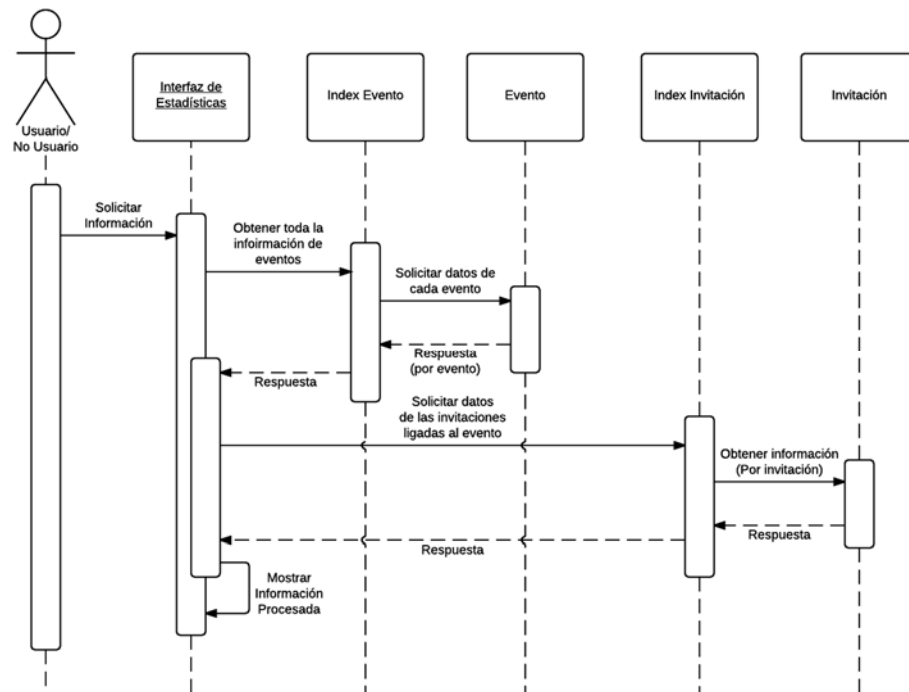 Usuario/
No Usuario
Interfaz de
Estadísticas
Index Evento
Evento
Index Invitación
Invitación
Solicitar
Información
Obtener toda la
infoirmación de
eventos
Solicitar datos de
cada evento
Respuesta
(por evento)
Respuesta
Solicitar datos
de las invitaciones
ligadas al evento
Obtener información
(Por invitación)
Respuesta
Respuesta
Mostrar
Información
Procesada